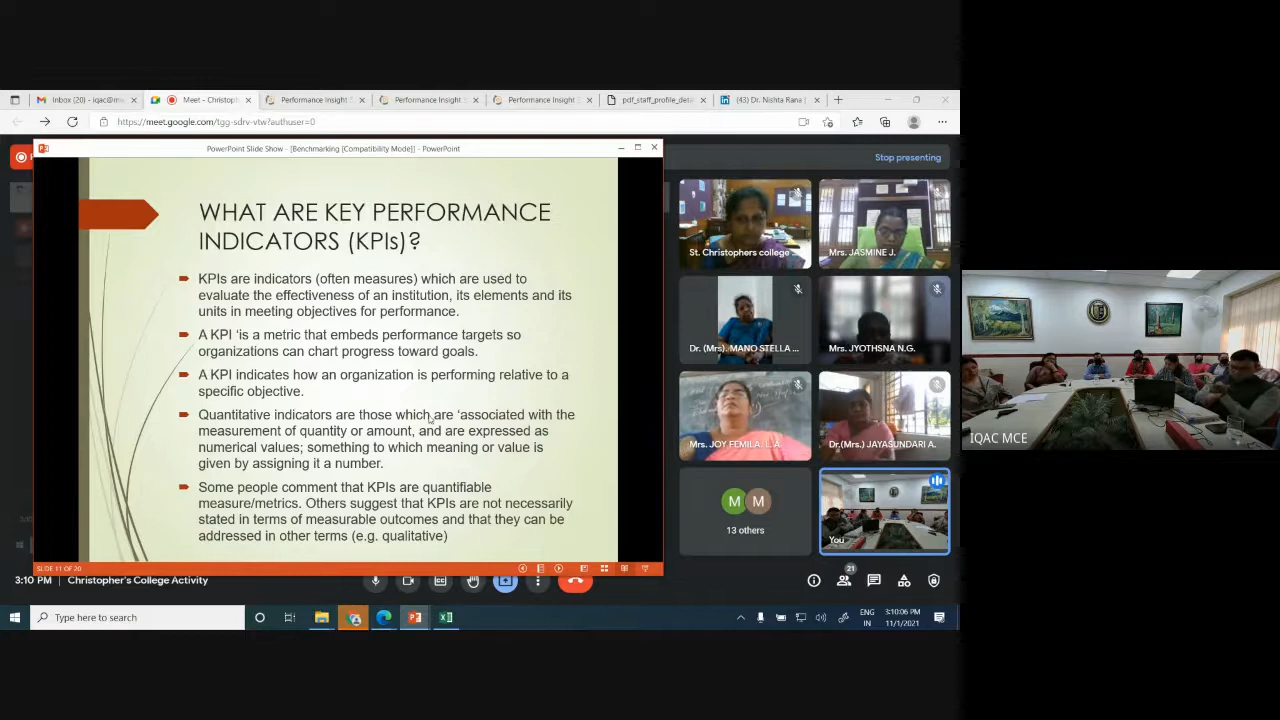 Inbox (20) - iqac@m
Meet - Christoph
Performance Insight
Performance Insight
Performance Insight
pdf_staff_profile_deta
(43) Dr. Nishta Rana |
https://meet.google.com/tgg-sdrv-vtw?authuser=0
PowerPoint Slide Show - [Benchmarking [Compatibility Mode]] - PowerPoint
Stop presenting
WHAT ARE KEY PERFORMANCE
INDICATORS (KPIs)?
KPIs are indicators (often measures) which are used to
evaluate the effectiveness of an institution, its elements and its
units in meeting objectives for performance.
A KPI ‘is a metric that embeds performance targets so
organizations can chart progress toward goals.
A KPI indicates how an organization is performing relative to a
specific objective.
Quantitative indicators are those which are ‘associated with the
measurement of quantity or amount, and are expressed as
numerical values; something to which meaning or value is
given by assigning it a number.
Some people comment that KPIs are quantifiable
measure/metrics. Others suggest that KPIs are not necessarily
stated in terms of measurable outcomes and that they can be
addressed in other terms (e.g. qualitative)
SLIDE 11 OF 20
St. Christophers college ...
Mrs. JASMINE J.
Dr. (Mrs). MANO STELLA ...
Mrs. JYOTHSNA N.G.
Mrs. JOY FEMILA. L. A
Dr.(Mrs.) JAYASUNDARI A.
M M
13 others
You
IQAC MCE
3:10 PM Christopher's College Activity
21
Type here to search
ENG
IN
3:10:06 PM
11/1/2021